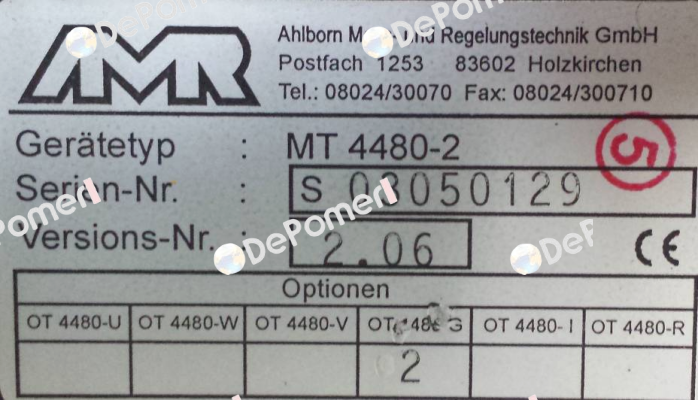 AMR
Ahlborn Mess- und Regelungstechnik GmbH
Postfach 1253 83602 Holzkirchen
Tel.: 08024/30070 Fax: 08024/300710
Gerätetyp : MT 4480-2
5
Serien-Nr. : S 08050129
Versions-Nr. : 2.06
CE
Optionen
OT 4480-U OT 4480-W OT 4480-V OT 4480 G OT 4480-I OT 4480-R
2
DePomeri
DePomeri
DePomeri